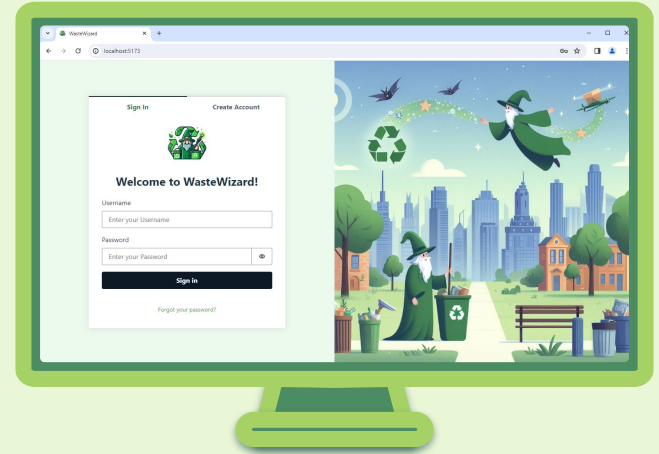 WasteWizard
localhost:5173
Sign In
Create Account
Welcome to WasteWizard!
Username
Enter your Username
Password
Enter your Password
Sign in
Forgot your password?